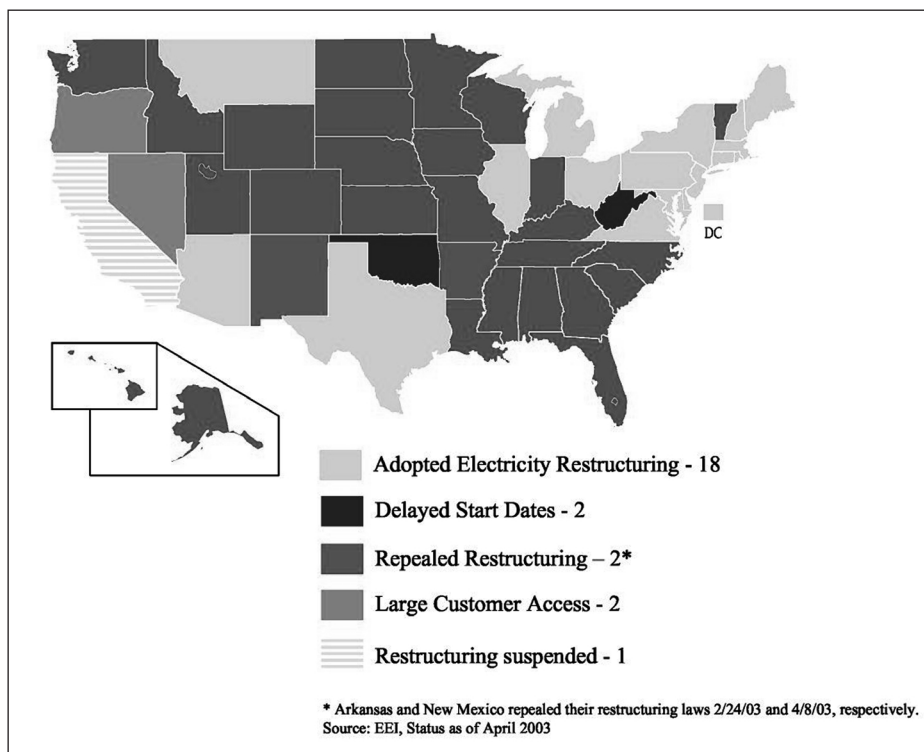 DC
Adopted Electricity Restructuring - 18
Delayed Start Dates - 2
Repealed Restructuring – 2*
Large Customer Access - 2
Restructuring suspended - 1
* Arkansas and New Mexico repealed their restructuring laws 2/24/03 and 4/8/03, respectively.
Source: EEI, Status as of April 2003